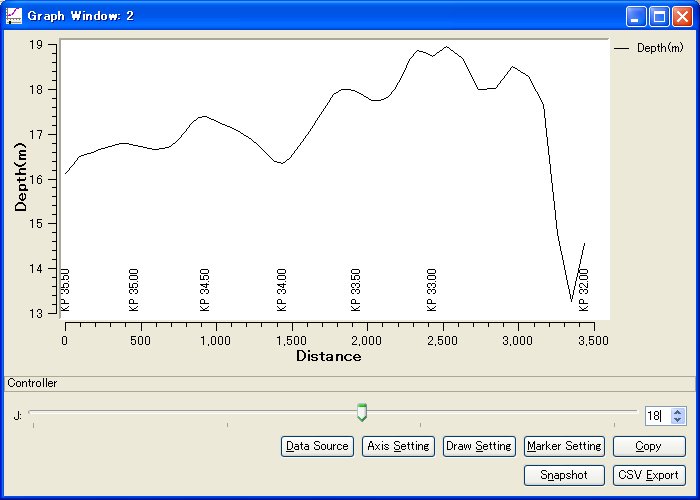 Graph Window: 2
19
18
17
16
15
14
13
Depth(m)
Depth(m)
KP 35.50
KP 35.00
KP 34.50
KP 34.00
KP 33.50
KP 33.00
KP 32.00
0 500 1,000 1,500 2,000 2,500 3,000 3,500
Distance
Controller
J: 18
Data Source Axis Setting Draw Setting Marker Setting Copy
Snapshot CSV Export